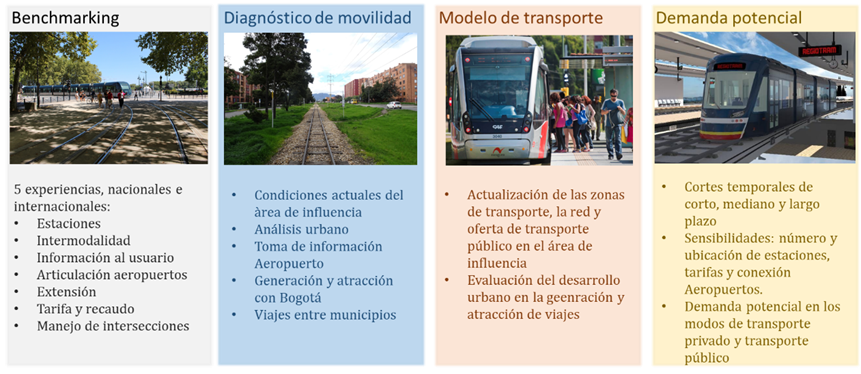 Benchmarking
5 experiencias, nacionales e
internacionales:
• Estaciones
• Intermodalidad
• Información al usuario
• Articulación aeropuertos
• Extensión
• Tarifa y recaudo
• Manejo de intersecciones
Diagnóstico de movilidad
• Condiciones actuales del
àrea de influencia
• Análisis urbano
• Toma de información
Aeropuerto
• Generación y atracción
con Bogotá
• Viajes entre municipios
Modelo de transporte
• Actualización de las zonas
de transporte, la red y
oferta de transporte
público en el área de
influencia
• Evaluación del desarrollo
urbano en la geenración y
atracción de viajes
Demanda potencial
REGIOTRAM
REGIOTRAM
• Cortes temporales de
corto, mediano y largo
plazo
• Sensibilidades: número y
ubicación de estaciones,
tarifas y conexión
Aeropuertos.
• Demanda potencial en los
modos de transporte
privado y transporte
público